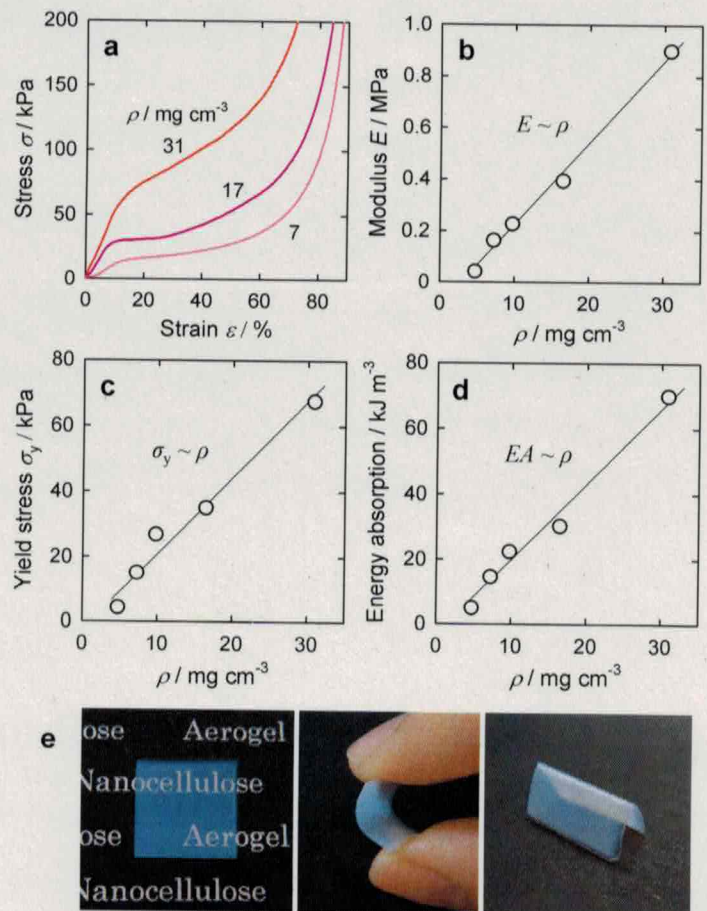 a
200
150
100
50
0
Stress σ / kPa
ρ / mg cm⁻³
31
17
7
0 20 40 60 80
Strain ε / %
b
1.0
0.8
0.6
0.4
0.2
0
Modulus E / MPa
E ~ ρ
0 10 20 30
ρ / mg cm⁻³
c
80
60
40
20
0
Yield stress σy / kPa
σy ~ ρ
0 10 20 30
ρ / mg cm⁻³
d
80
60
40
20
0
Energy absorption / kJ m⁻³
EA ~ ρ
0 10 20 30
ρ / mg cm⁻³
e
ose Aerogel
Nanocellulose
ose Aerogel
Nanocellulose